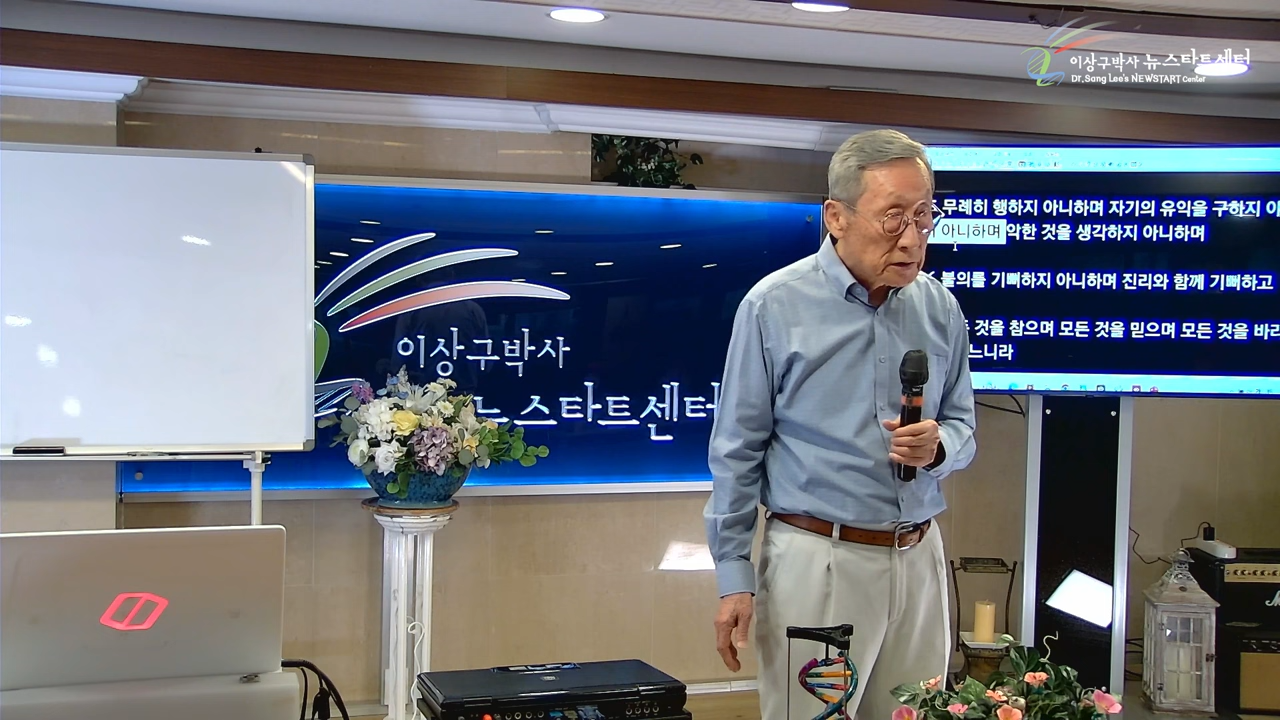 이상구박사 뉴스타트센터
Dr. Sang Lee's NEWSTART Center
무례히 행하지 아니하며 자기의 유익을 구하지 아
아니하며 악한 것을 생각하지 아니하며
불의를 기뻐하지 아니하며 진리와 함께 기뻐하고
것을 참으며 모든 것을 믿으며 모든 것을 바라
느니라
이상구박사
뉴스타트센터